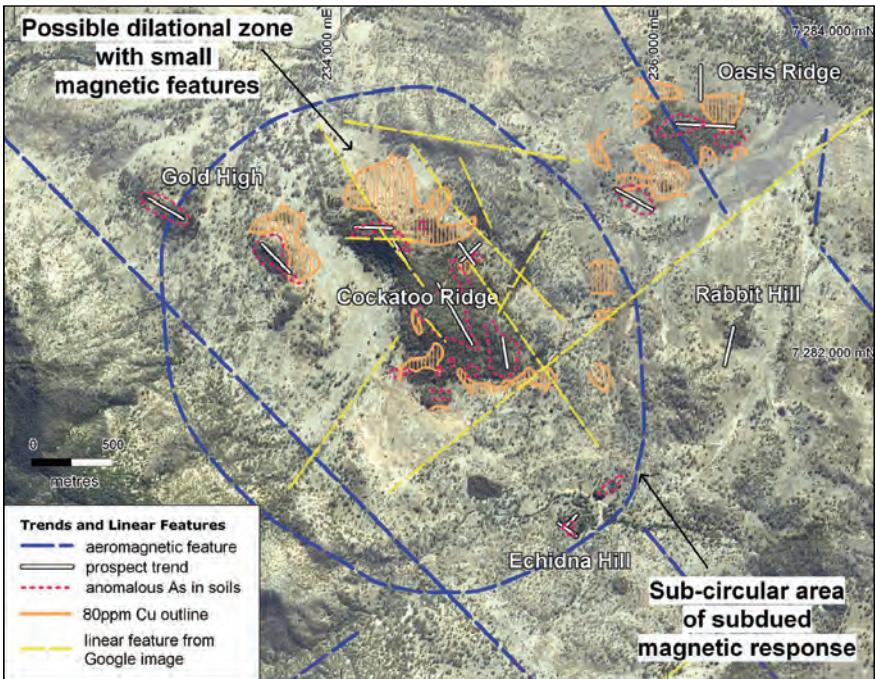 Possible dilational zone
with small
magnetic features
234,000 mE
236,000 mE
7,284,000 mN
Oasis Ridge
Gold High
Cockatoo Ridge
Rabbit Hill
7,282,000 mN
0 500
metres
Echidna Hill
Sub-circular area
of subdued
magnetic response
Trends and Linear Features
aeromagnetic feature
prospect trend
anomalous As in soils
80ppm Cu outline
linear feature from
Google image